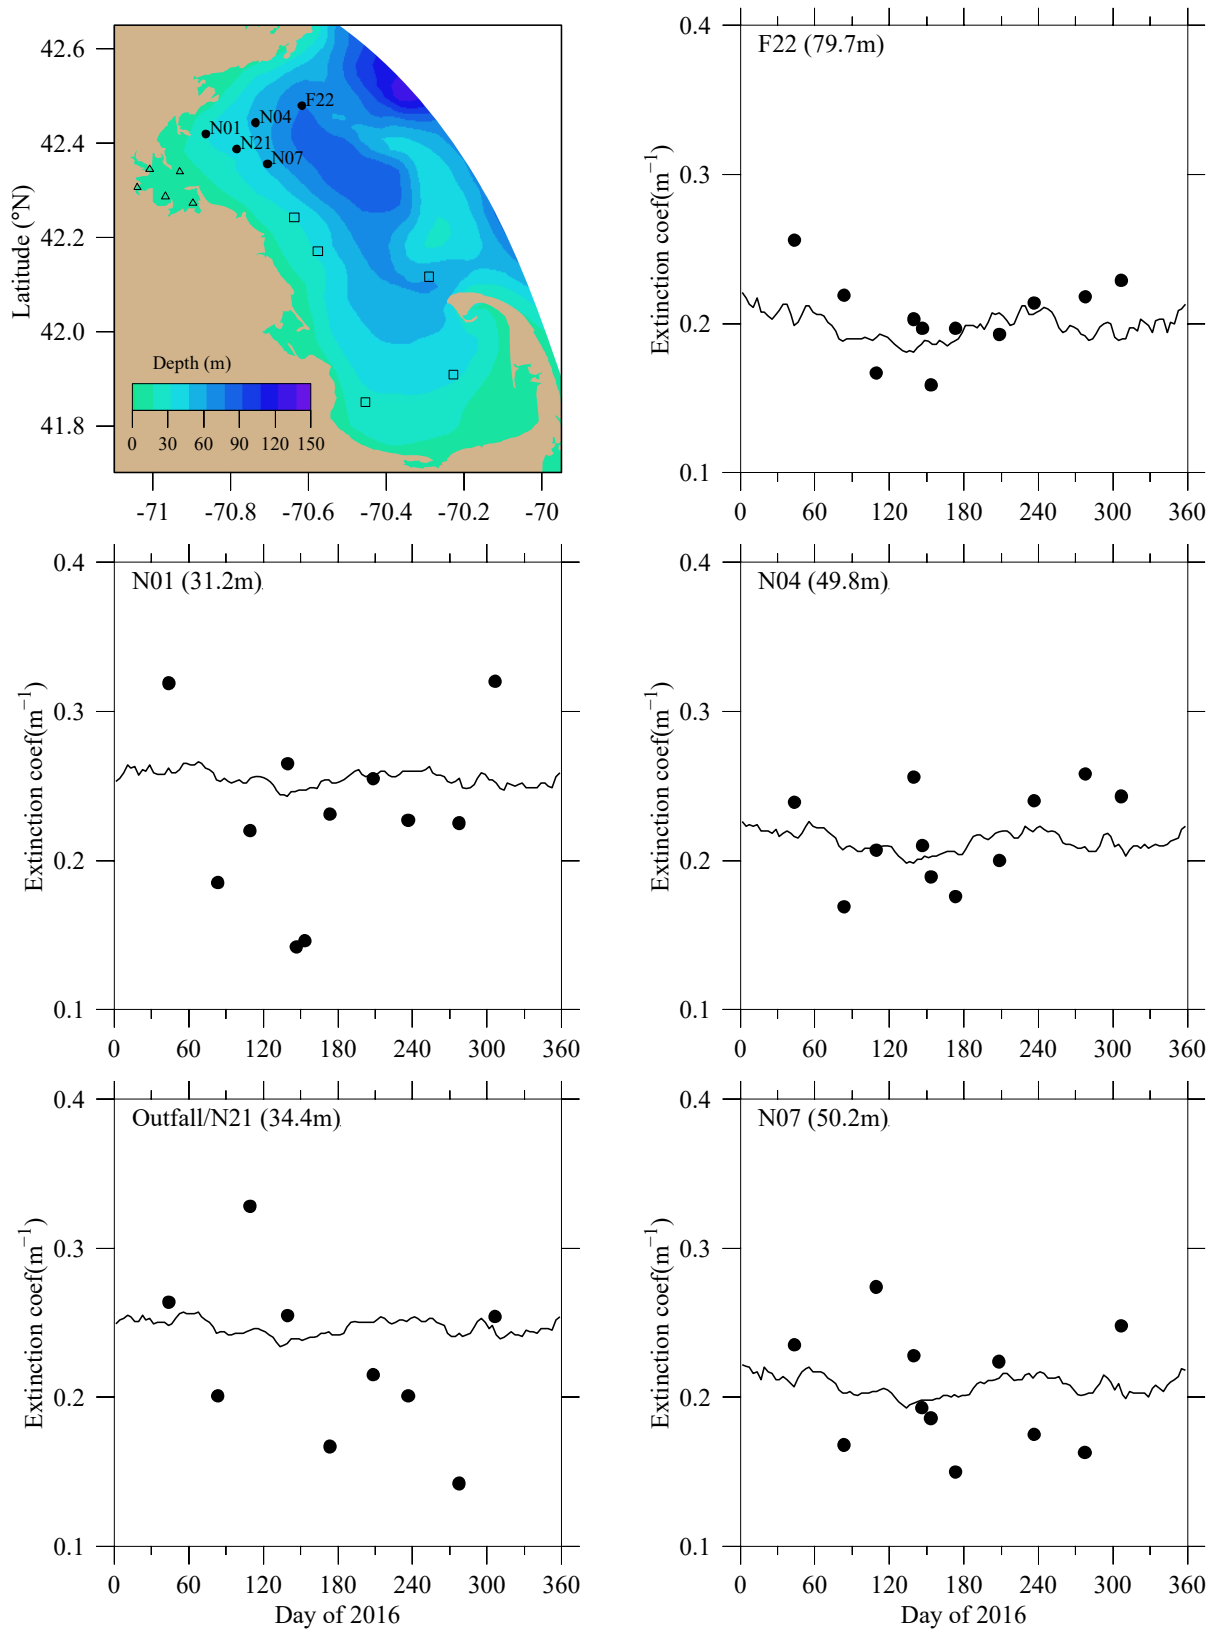 42.6
42.4
42.2
42.0
41.8
Latitude (°N)
F22
N04
N01
N21
N07
Depth (m)
0 30 60 90 120 150
-71 -70.8 -70.6 -70.4 -70.2 -70
F22 (79.7m)
0.4
0.3
0.2
0.1
Extinction coef(m⁻¹)
0 60 120 180 240 300 360
N01 (31.2m)
0.4
0.3
0.2
0.1
Extinction coef(m⁻¹)
0 60 120 180 240 300 360
N04 (49.8m)
0.4
0.3
0.2
0.1
Extinction coef(m⁻¹)
0 60 120 180 240 300 360
Outfall/N21 (34.4m)
0.4
0.3
0.2
0.1
Extinction coef(m⁻¹)
0 60 120 180 240 300 360
Day of 2016
N07 (50.2m)
0.4
0.3
0.2
0.1
Extinction coef(m⁻¹)
0 60 120 180 240 300 360
Day of 2016